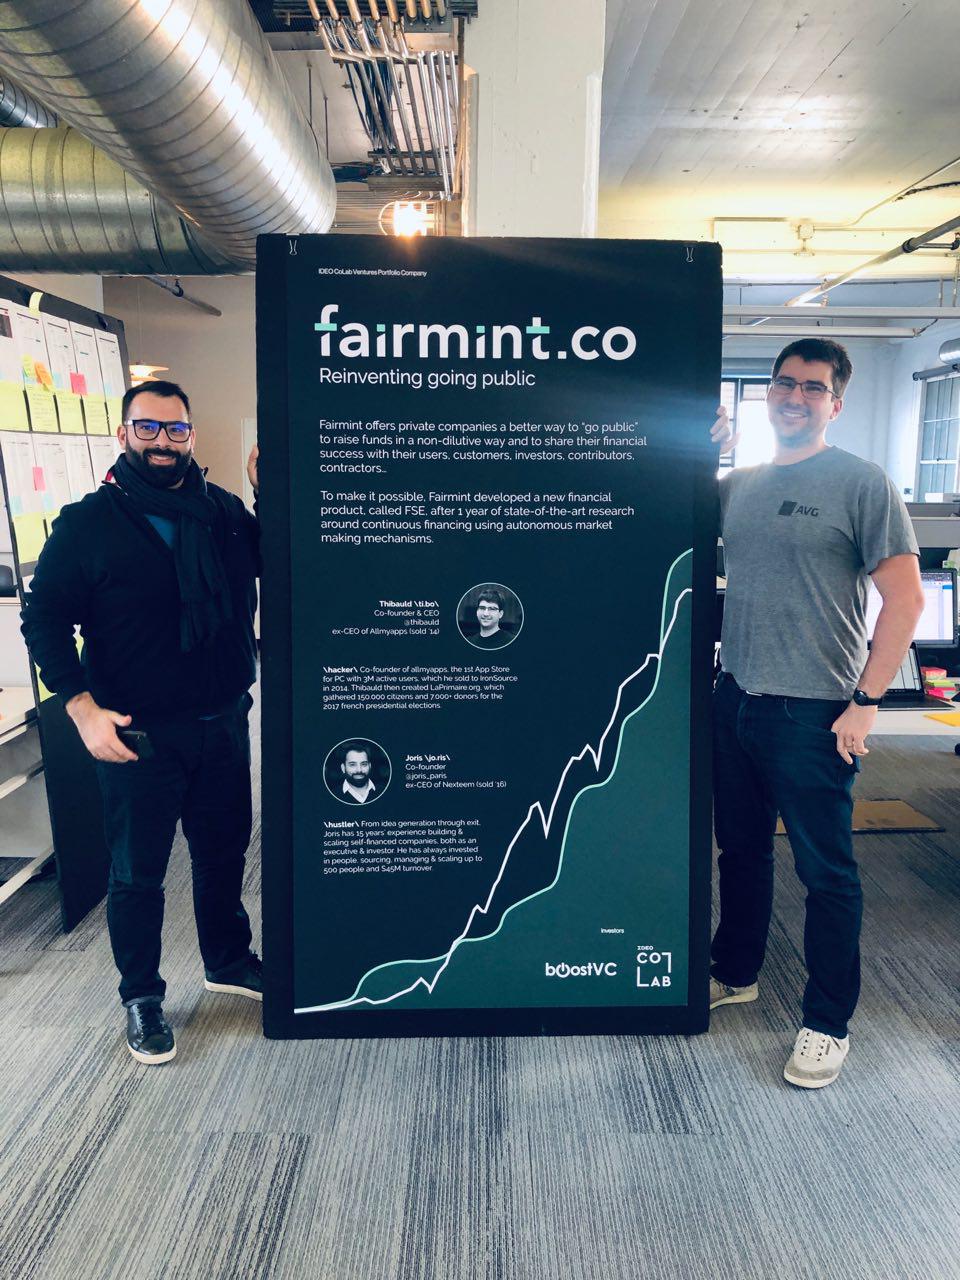 IDEO CoLab Ventures Portfolio Company
fairmint.co
Reinventing going public
Fairmint offers private companies a better way to “go public”
to raise funds in a non-dilutive way and to share their financial
success with their users, customers, investors, contributors,
contractors…
To make it possible, Fairmint developed a new financial
product, called FSE, after 1 year of state-of-the-art research
around continuous financing using autonomous market
making mechanisms.
Thibauld \ti.bo\
Co-founder & CEO
@thibauld
ex-CEO of Allmyapps (sold '14)
\hacker\ Co-founder of allmyapps, the 1st App Store
for PC with 3M active users, which he sold to IronSource
in 2014. Thibauld then created LaPrimaire.org, which
gathered 150.000 citizens and 7.000+ donors for the
2017 french presidential elections.
Joris \jo.ris\
Co-founder
@joris_paris
ex-CEO of Nexteem (sold '16)
\hustler\ From idea generation through exit,
Joris has 15 years' experience building &
scaling self-financed companies, both as an
executive & investor. He has always invested
in people, sourcing, managing & scaling up to
500 people and $45M turnover.
Investors
boostVC
IDEO
CO
LAB
AVG